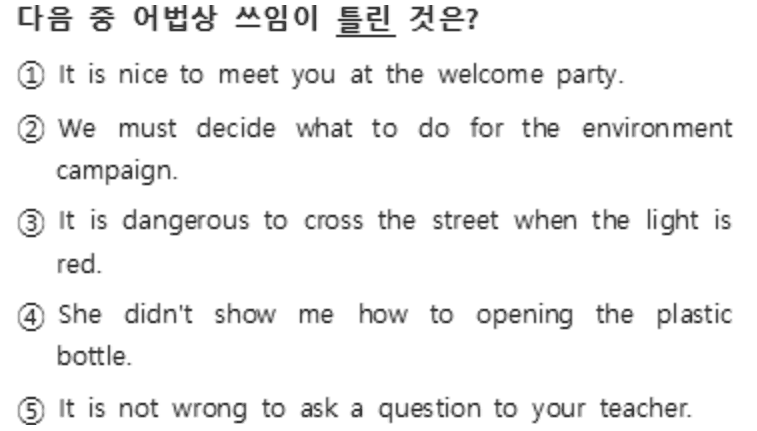 다음 중 어법상 쓰임이 틀린 것은?
① It is nice to meet you at the welcome party.
② We must decide what to do for the environment
campaign.
③ It is dangerous to cross the street when the light is
red.
④ She didn't show me how to opening the plastic
bottle.
⑤ It is not wrong to ask a question to your teacher.